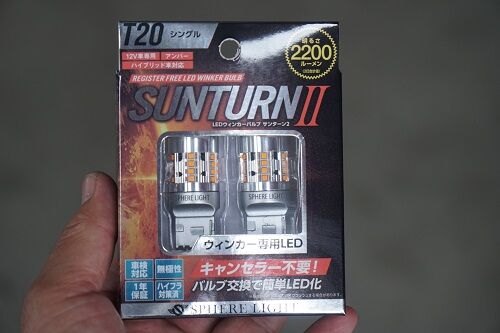 T20 シングル
12V車専用 アンバー
ハイブリッド車対応
明るさ
2200
ルーメン
REGISTER FREE LED WINKER BULB
SUNTURN II
LEDウィンカーバルブ サンターン2
SPHERE LIGHT SPHERE LIGHT
ウィンカー専用LED
車検対応 無極性
1年保証 ハイフラ対策済
キャンセラー不要!
バルブ交換で簡単LED化
SPHERE LIGHT